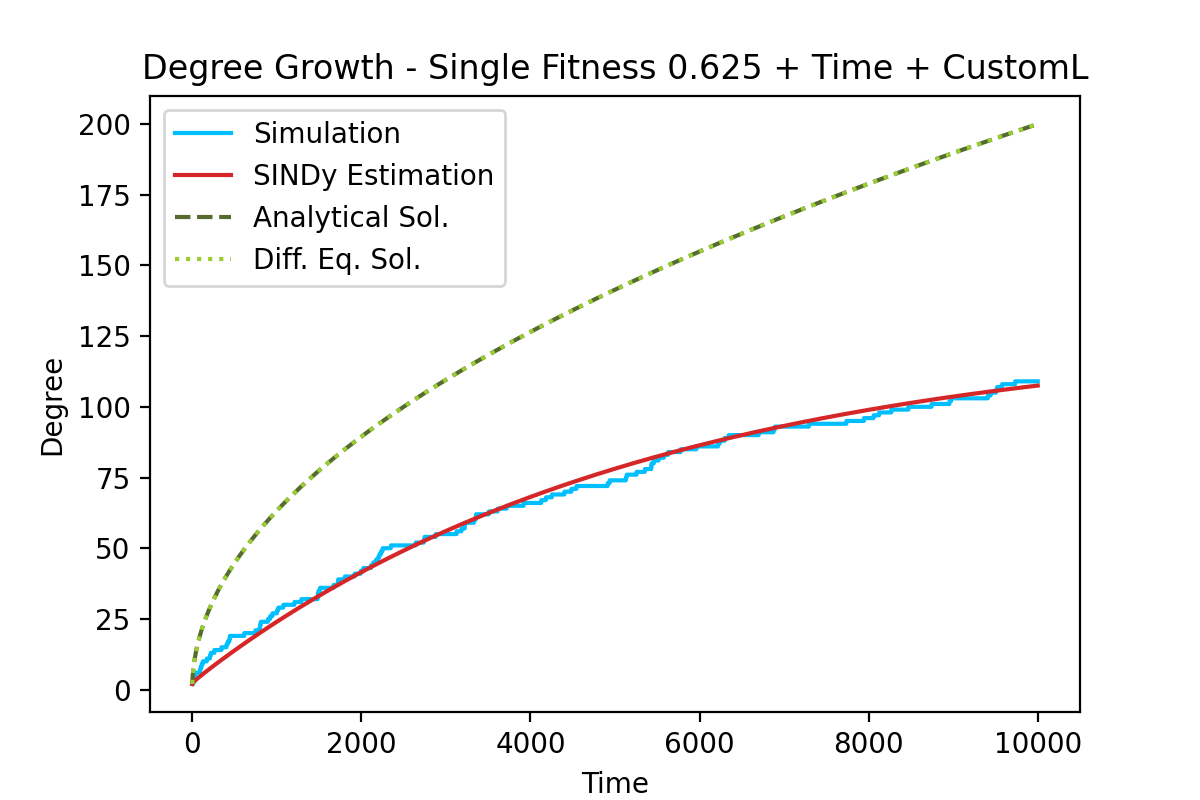 Degree Growth - Single Fitness 0.625 + Time + CustomL
Simulation
SINDy Estimation
Analytical Sol.
Diff. Eq. Sol.
200
175
150
125
100
75
50
25
0
Degree
0 2000 4000 6000 8000 10000
Time